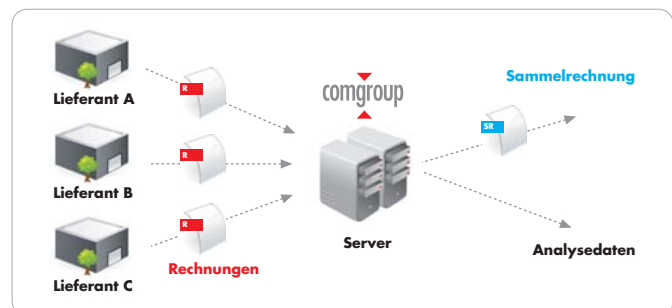 Lieferant A
R
Lieferant B
R
Lieferant C
R
Rechnungen
comgroup
Server
Sammelrechnung
SR
Analysedaten